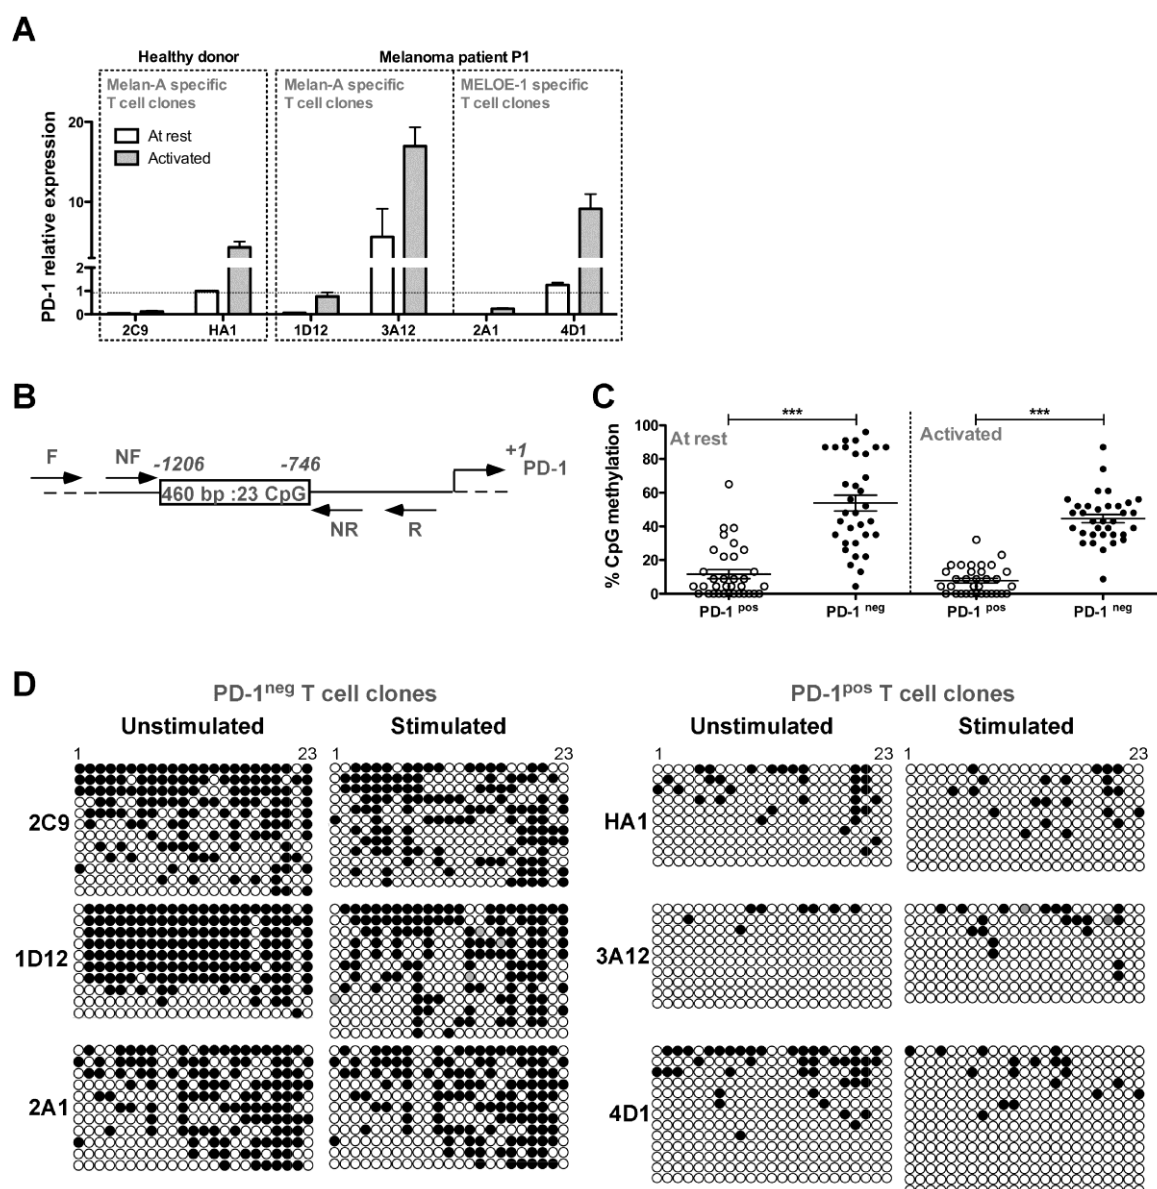 A
Healthy donor
Melanoma patient P1
Melan-A specific
T cell clones
Melan-A specific
T cell clones
MELOE-1 specific
T cell clones
PD-1 relative expression
20
10
2
1
0
At rest
Activated
2C9
HA1
1D12
3A12
2A1
4D1
B
F
NF
-1206
-746
+1
PD-1
460 bp :23 CpG
NR
R
C
% CpG methylation
100
80
60
40
20
0
At rest
***
Activated
***
PD-1 pos
PD-1 neg
PD-1 pos
PD-1 neg
D
PD-1neg T cell clones
Unstimulated
Stimulated
1
23
1
23
2C9
1D12
2A1
PD-1pos T cell clones
Unstimulated
Stimulated
1
23
1
23
HA1
3A12
4D1